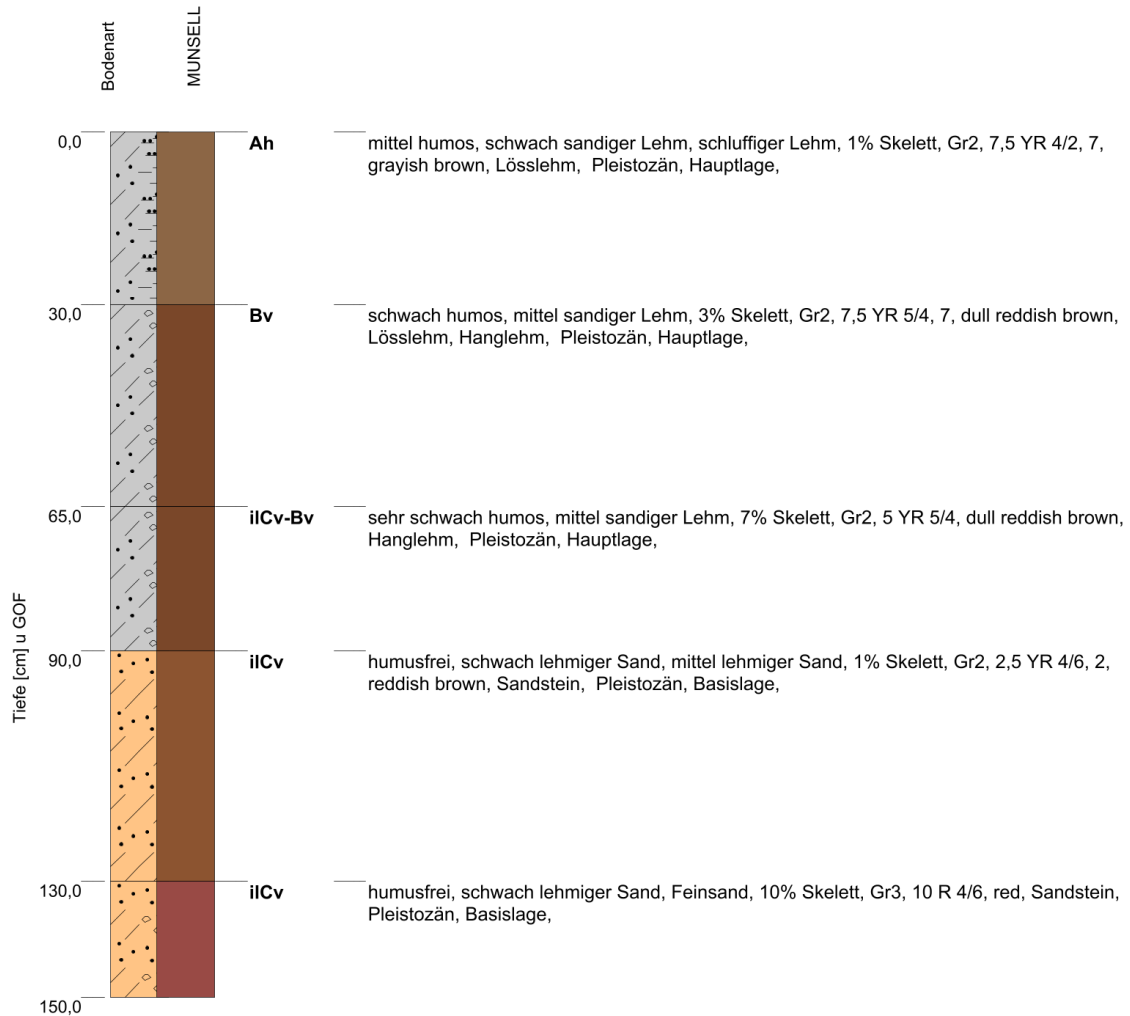 Bodenart
MUNSELL
Tiefe [cm] u GOF
0,0
Ah
mittel humos, schwach sandiger Lehm, schluffiger Lehm, 1% Skelett, Gr2, 7,5 YR 4/2, 7,
grayish brown, Lösslehm,  Pleistozän, Hauptlage,
30,0
Bv
schwach humos, mittel sandiger Lehm, 3% Skelett, Gr2, 7,5 YR 5/4, 7, dull reddish brown,
Lösslehm, Hanglehm,  Pleistozän, Hauptlage,
65,0
ilCv-Bv
sehr schwach humos, mittel sandiger Lehm, 7% Skelett, Gr2, 5 YR 5/4, dull reddish brown,
Hanglehm,  Pleistozän, Hauptlage,
90,0
ilCv
humusfrei, schwach lehmiger Sand, mittel lehmiger Sand, 1% Skelett, Gr2, 2,5 YR 4/6, 2,
reddish brown, Sandstein,  Pleistozän, Basislage,
130,0
ilCv
humusfrei, schwach lehmiger Sand, Feinsand, 10% Skelett, Gr3, 10 R 4/6, red, Sandstein,
Pleistozän, Basislage,
150,0